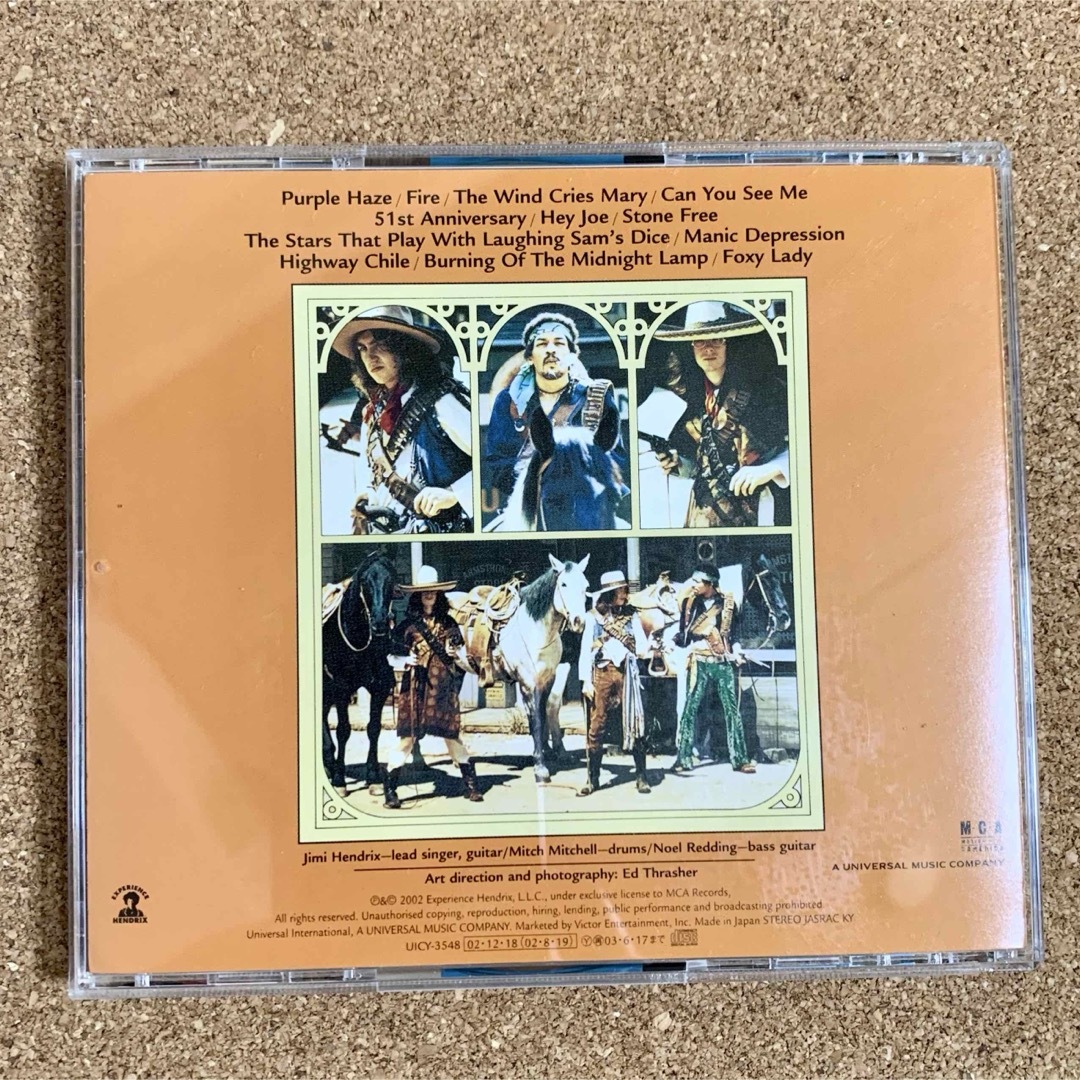 Purple Haze / Fire / The Wind Cries Mary / Can You See Me
51st Anniversary / Hey Joe / Stone Free
The Stars That Play With Laughing Sam's Dice / Manic Depression
Highway Chile / Burning Of The Midnight Lamp / Foxy Lady
Jimi Hendrix—lead singer, guitar/Mitch Mitchell—drums/Noel Redding—bass guitar
Art direction and photography: Ed Thrasher
M·C·A
A UNIVERSAL MUSIC COMPANY
EXPERIENCE
HENDRIX
Ⓟ&© 2002 Experience Hendrix, L.L.C., under exclusive license to MCA Records,
All rights reserved. Unauthorised copying, reproduction, hiring, lending, public performance and broadcasting prohibited.
Universal International, A UNIVERSAL MUSIC COMPANY. Marketed by Victor Entertainment, Inc. Made in Japan STEREO JASRAC KY
UICY-3548 02·12·18 (02·8·19) Ⓨ㊢03·6·17まで